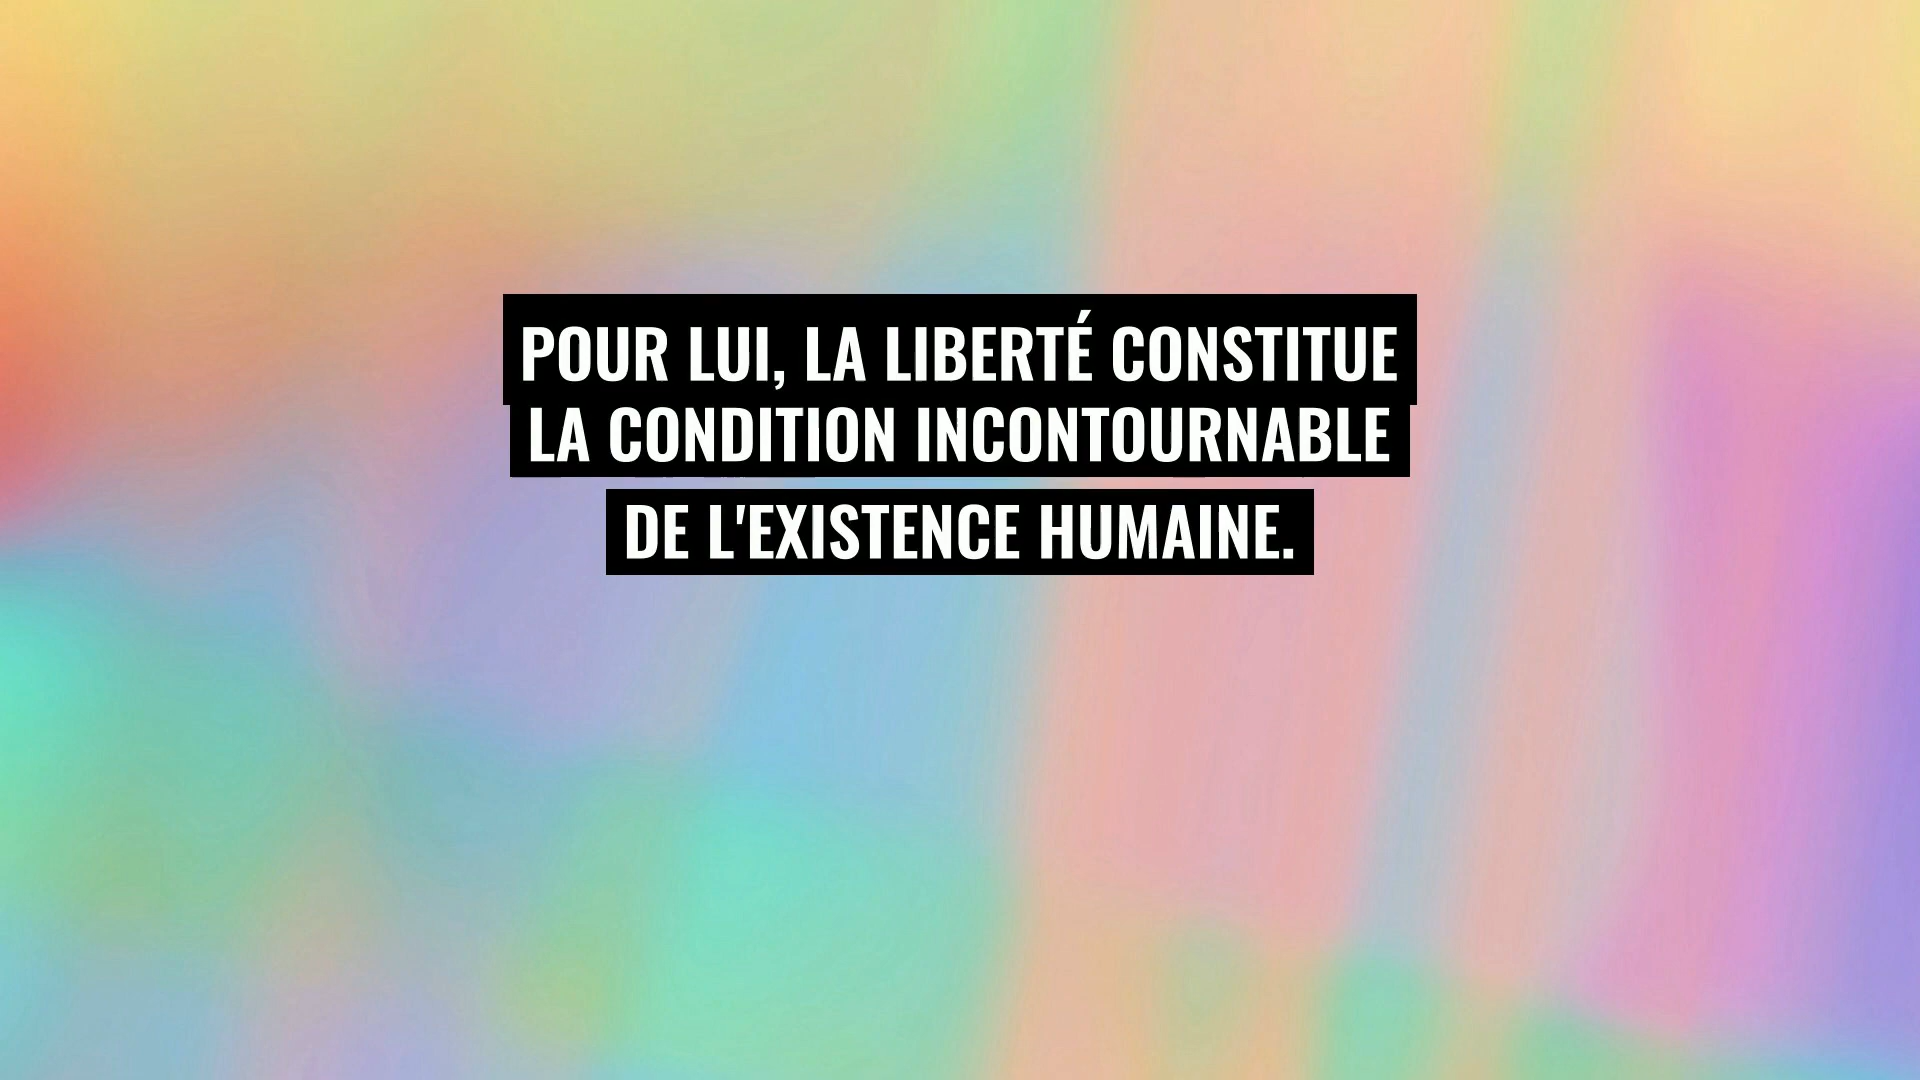 POUR LUI, LA LIBERTÉ CONSTITUE
LA CONDITION INCONTOURNABLE
DE L'EXISTENCE HUMAINE.